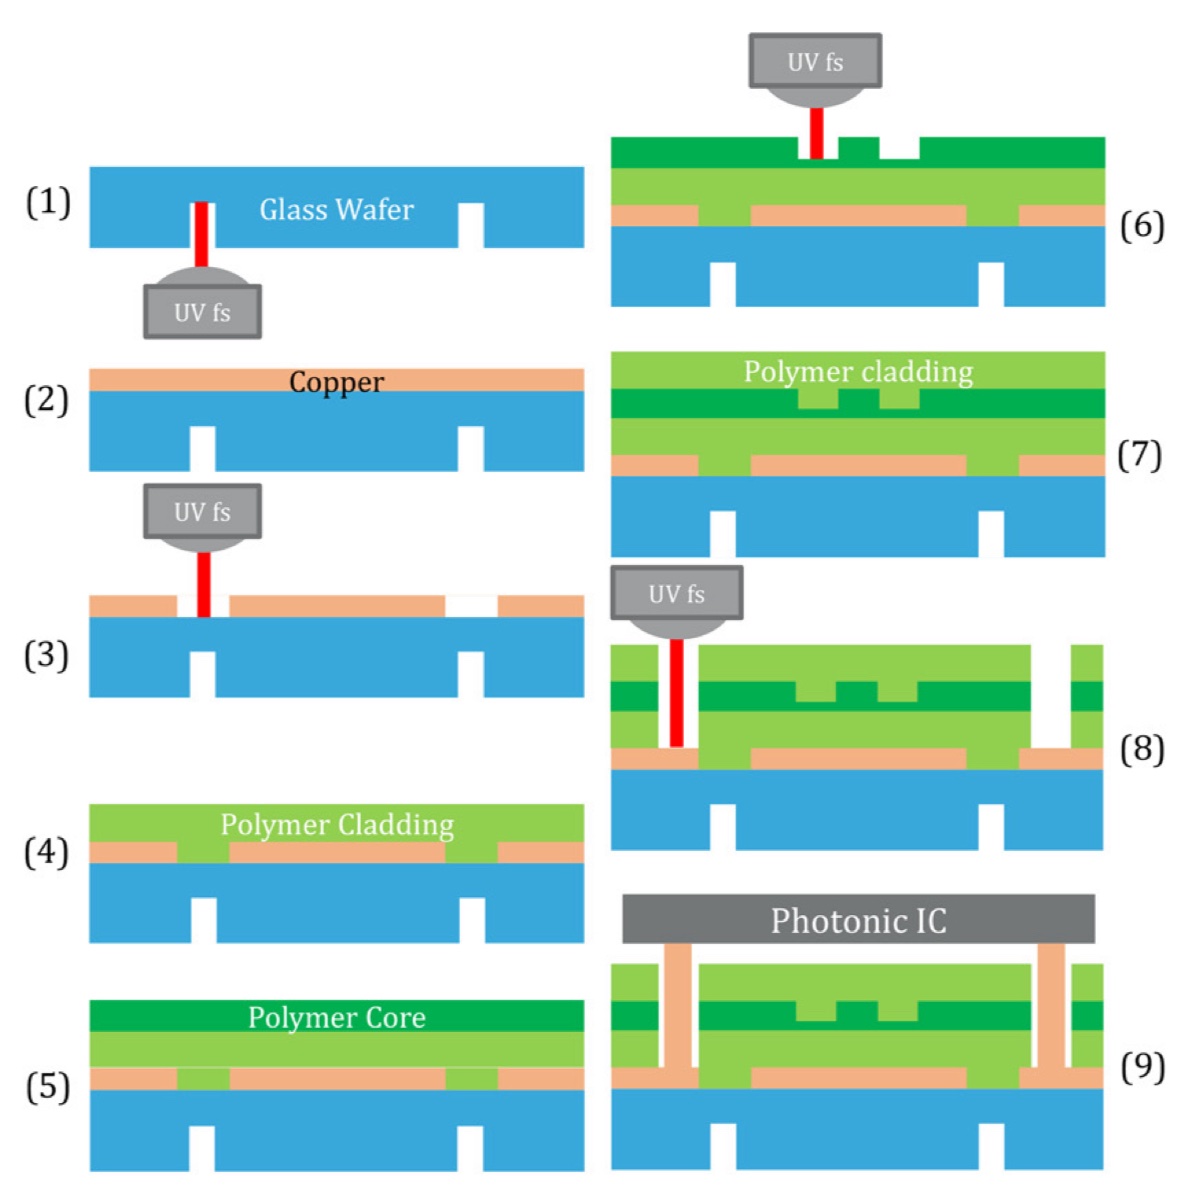 (1)
Glass Wafer
UV fs
(2)
Copper
UV fs
(3)
(4)
Polymer Cladding
(5)
Polymer Core
UV fs
(6)
Polymer cladding
(7)
UV fs
(8)
Photonic IC
(9)